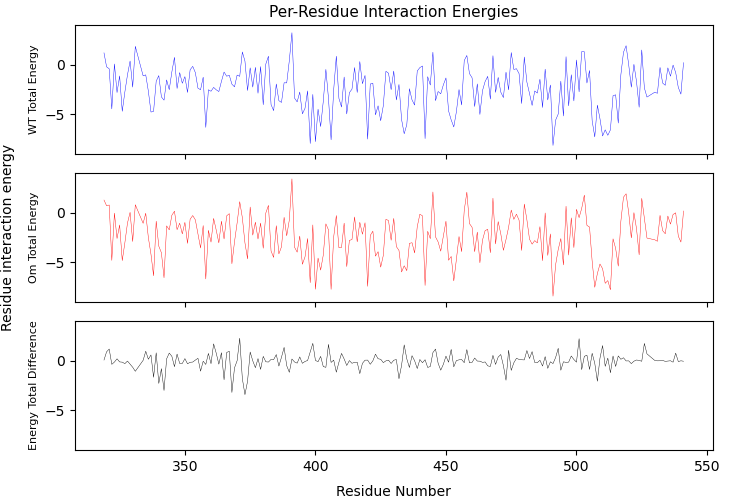 Per-Residue Interaction Energies
Residue interaction energy
WT Total Energy
0
−5
Om Total Energy
0
−5
Energy Total Difference
0
−5
350 400 450 500 550
Residue Number